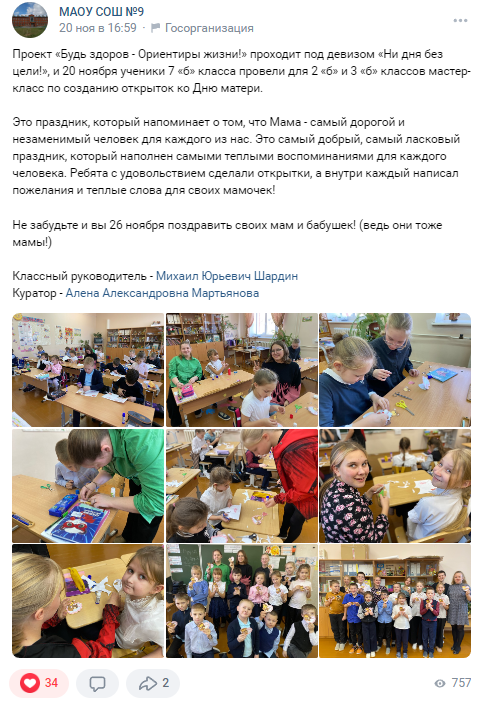 МАОУ СОШ №9
20 ноя в 16:59 · Госорганизация
Проект «Будь здоров - Ориентиры жизни!» проходит под девизом «Ни дня без
цели!», и 20 ноября ученики 7 «б» класса провели для 2 «б» и 3 «б» классов мастер-
класс по созданию открыток ко Дню матери.
Это праздник, который напоминает о том, что Мама - самый дорогой и
незаменимый человек для каждого из нас. Это самый добрый, самый ласковый
праздник, который наполнен самыми теплыми воспоминаниями для каждого
человека. Ребята с удовольствием сделали открытки, а внутри каждый написал
пожелания и теплые слова для своих мамочек!
Не забудьте и вы 26 ноября поздравить своих мам и бабушек! (ведь они тоже
мамы!)
Классный руководитель - Михаил Юрьевич Шардин
Куратор - Алена Александровна Мартьянова
34
2
757